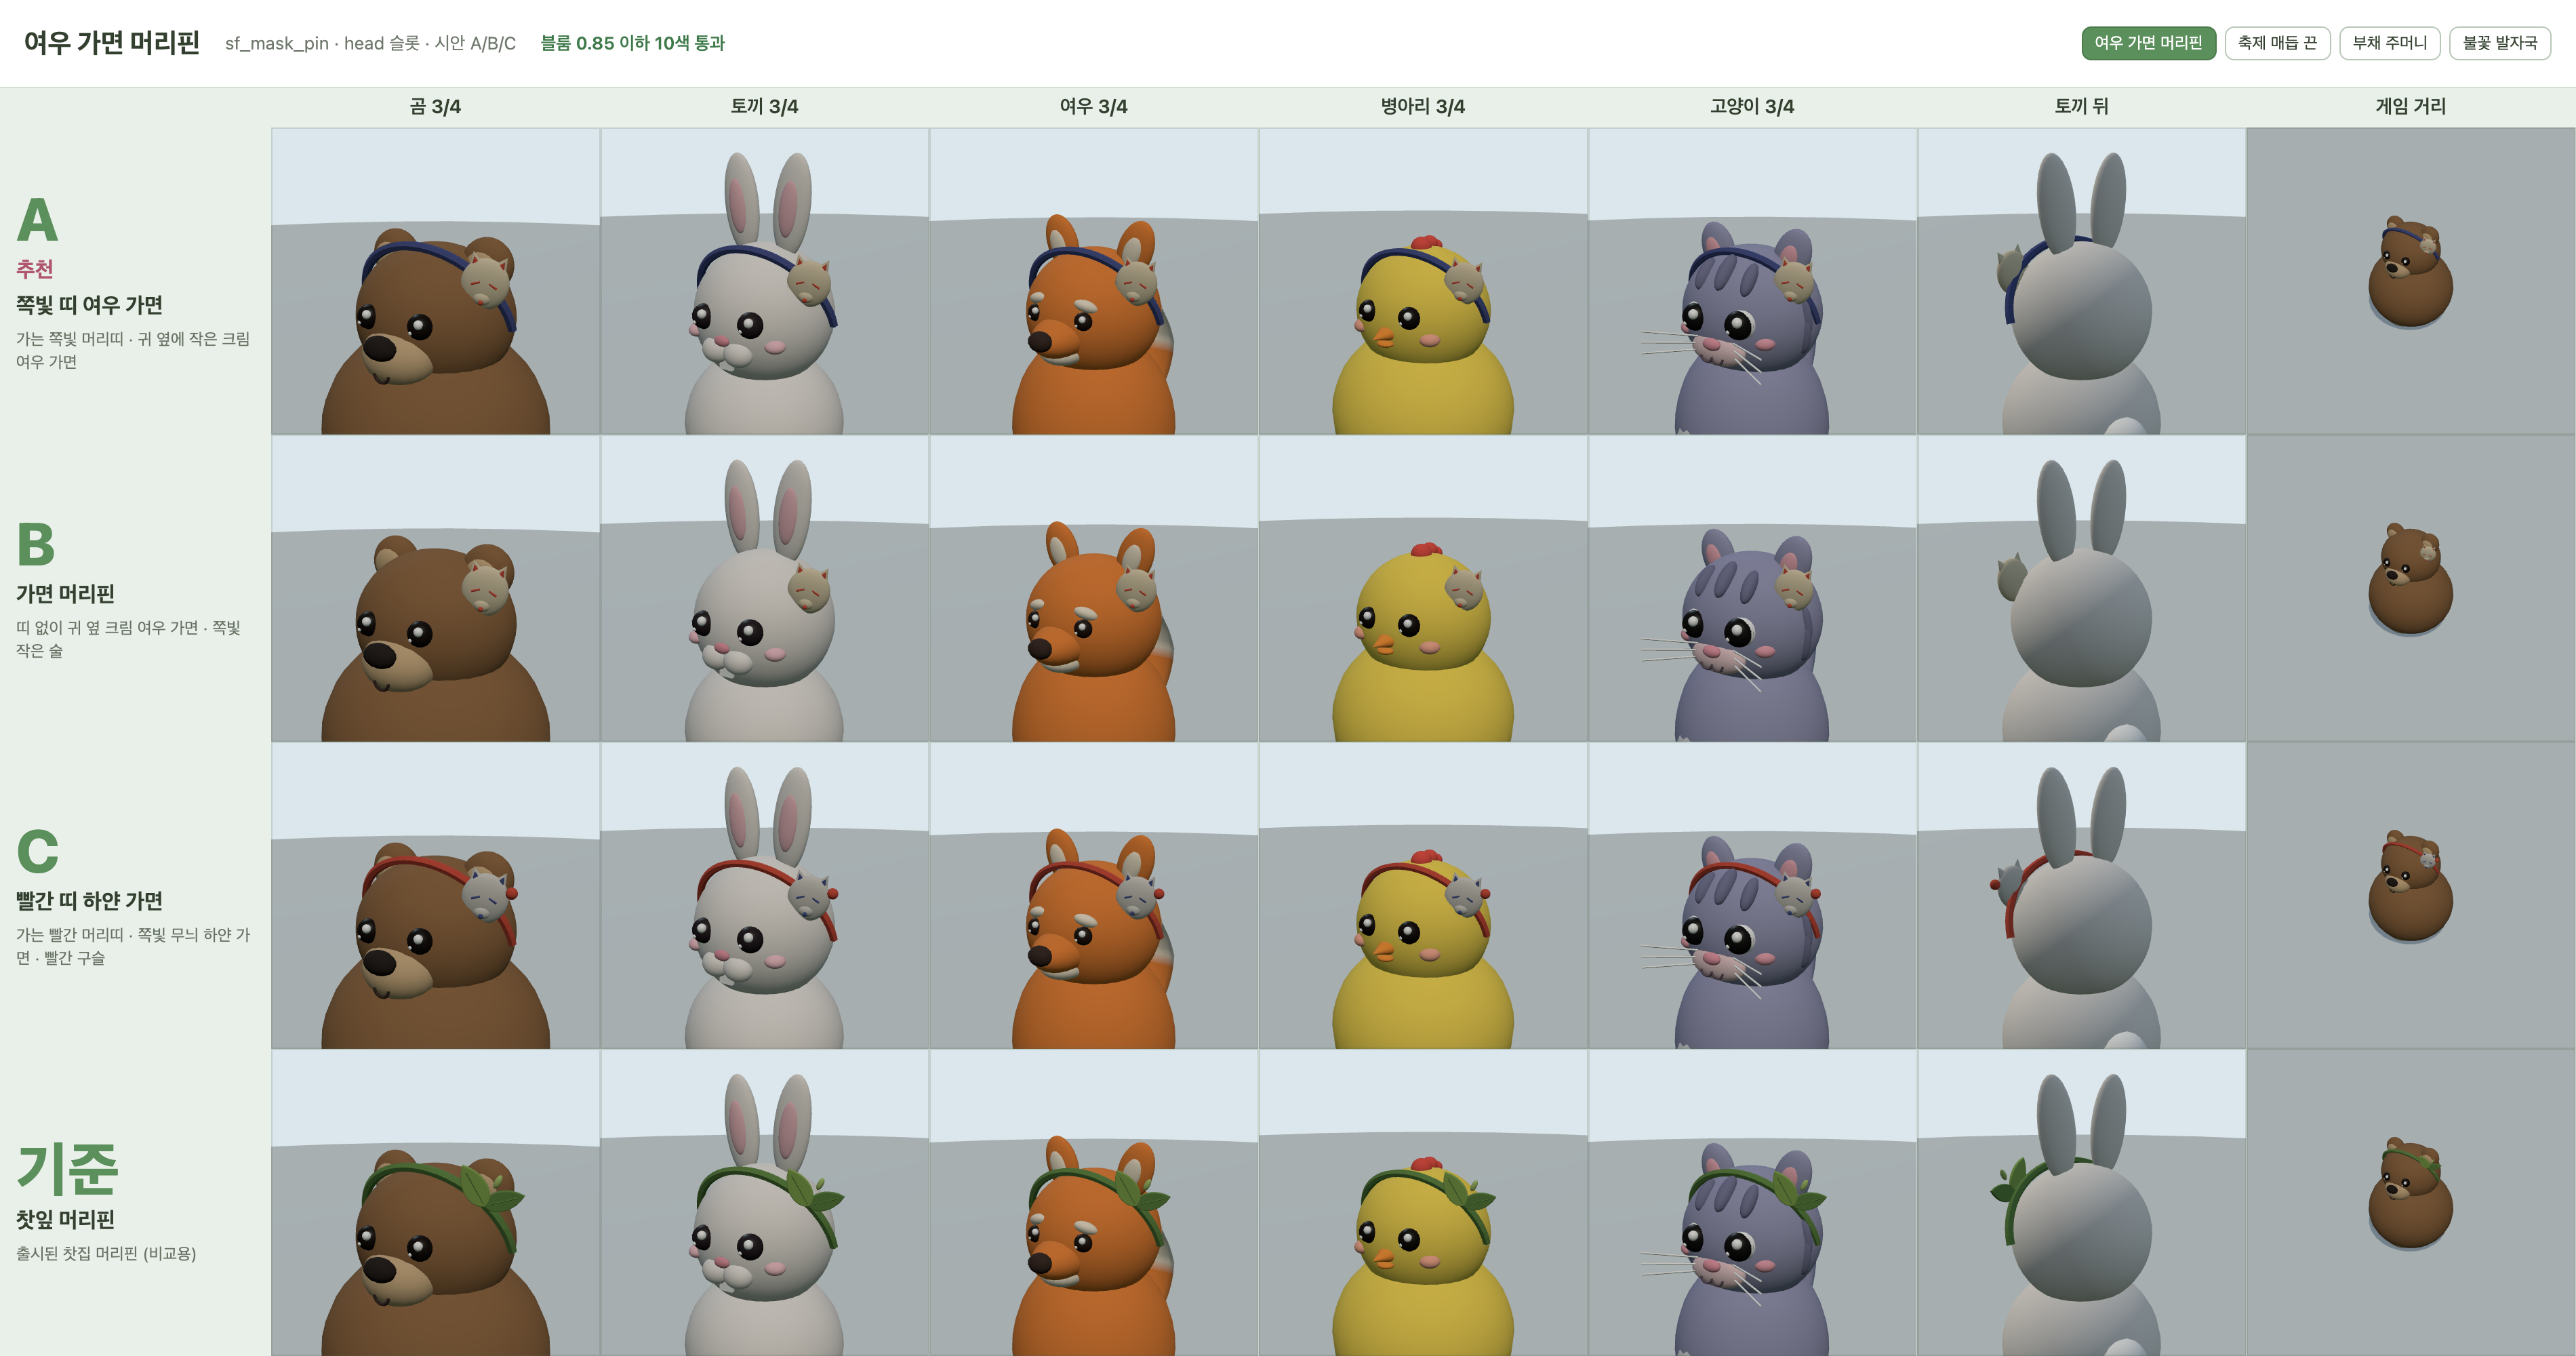 여우 가면 머리핀
sf_mask_pin · head 슬롯 · 시안 A/B/C
블룸 0.85 이하 10색 통과
여우 가면 머리핀
축제 매듭 끈
부채 주머니
불꽃 발자국
곰 3/4
토끼 3/4
여우 3/4
병아리 3/4
고양이 3/4
토끼 뒤
게임 거리
A
추천
쪽빛 띠 여우 가면
가는 쪽빛 머리띠 · 귀 옆에 작은 크림
여우 가면
B
가면 머리핀
띠 없이 귀 옆 크림 여우 가면 · 쪽빛
작은 술
C
빨간 띠 하얀 가면
가는 빨간 머리띠 · 쪽빛 무늬 하얀 가
면 · 빨간 구슬
기준
찻잎 머리핀
출시된 찻집 머리핀 (비교용)